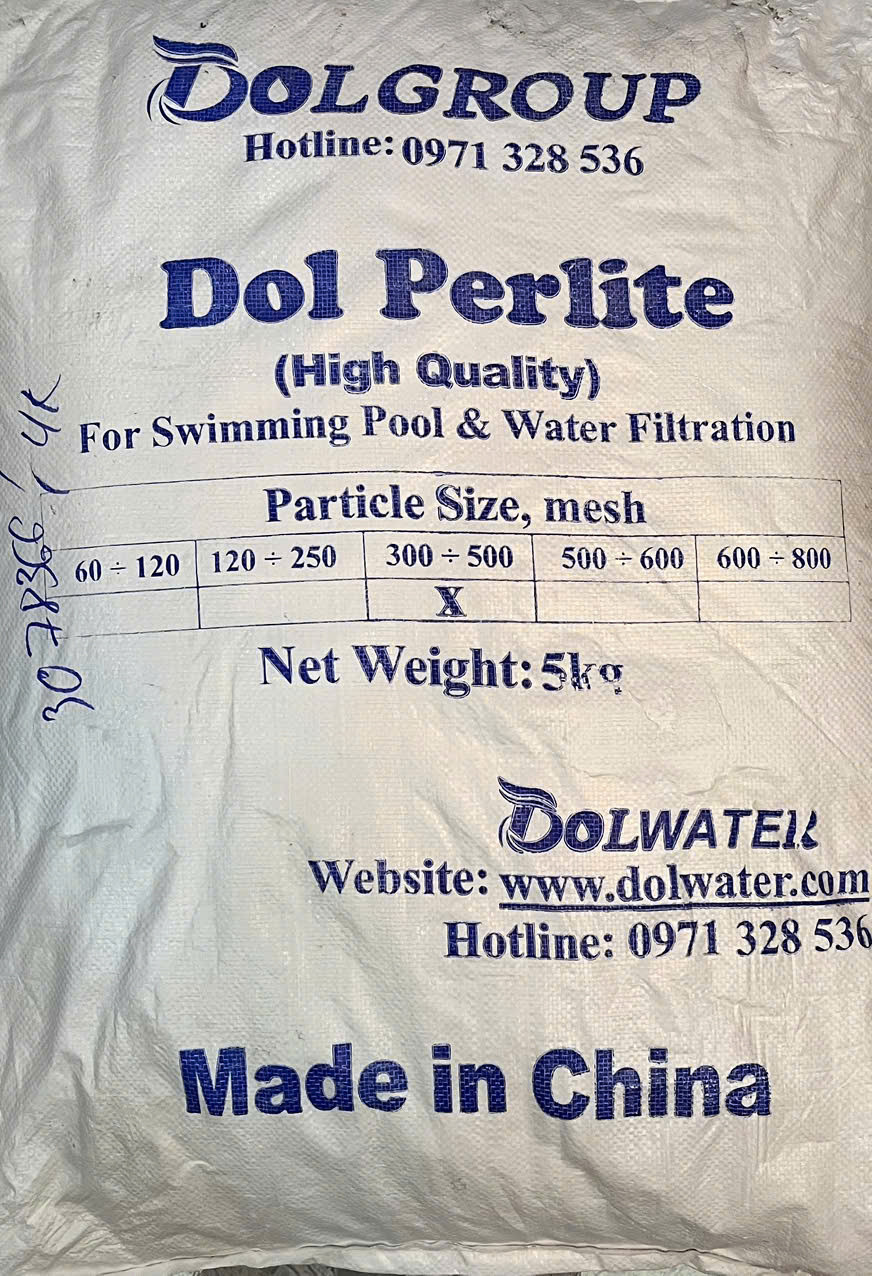 DOLGROUP
Hotline: 0971 328 536
Dol Perlite
(High Quality)
For Swimming Pool & Water Filtration
Particle Size, mesh
60 ÷ 120 120 ÷ 250 300 ÷ 500 500 ÷ 600 600 ÷ 800
X
Net Weight: 5kg
DOLWATER
Website: www.dolwater.com
Hotline: 0971 328 536
Made in China